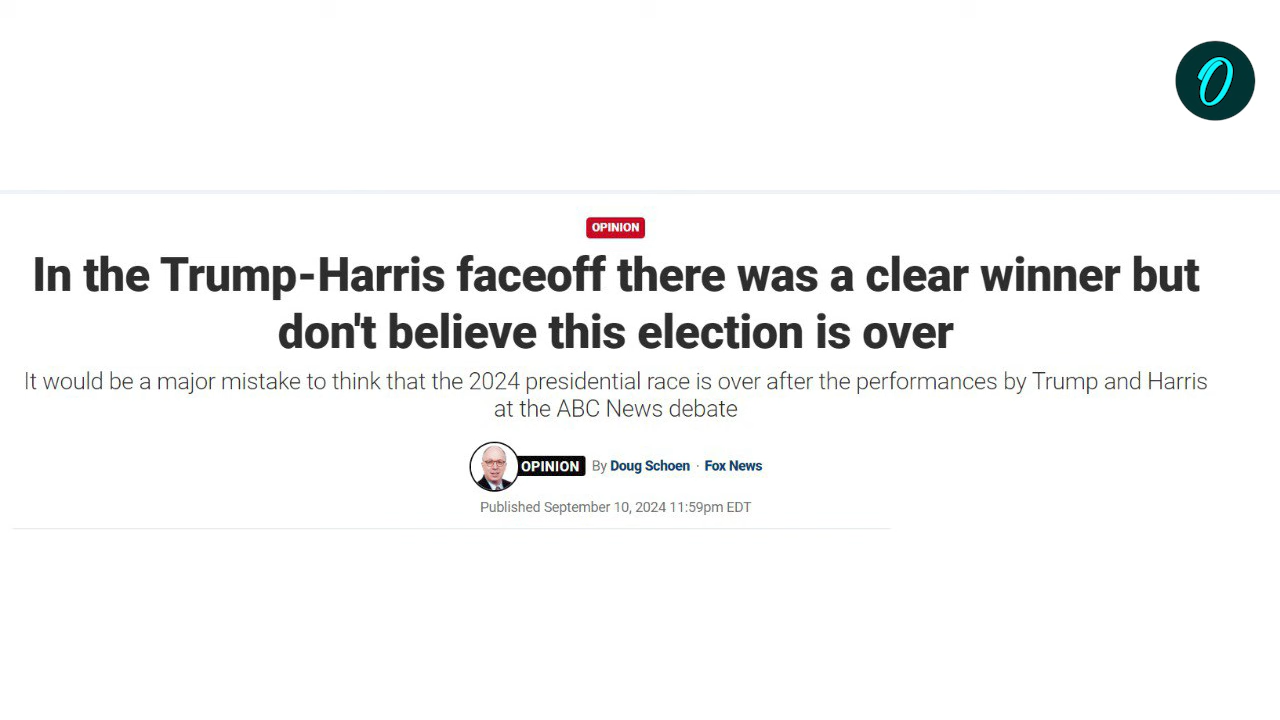 O
OPINION
In the Trump-Harris faceoff there was a clear winner but
don't believe this election is over
It would be a major mistake to think that the 2024 presidential race is over after the performances by Trump and Harris
at the ABC News debate
OPINION By Doug Schoen · Fox News
Published September 10, 2024 11:59pm EDT